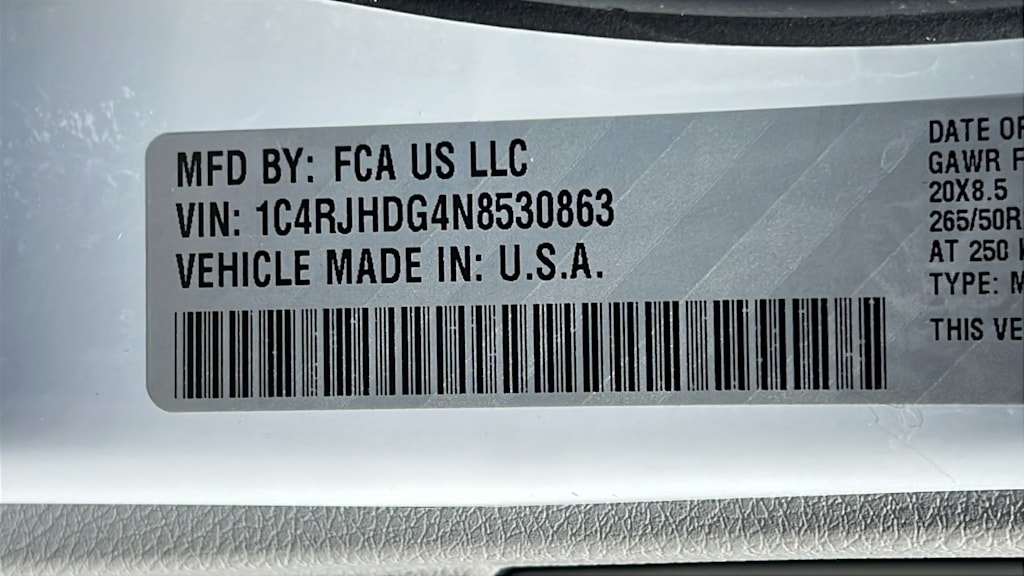 MFD BY: FCA US LLC
VIN: 1C4RJHDG4N8530863
VEHICLE MADE IN: U.S.A.
DATE OF
GAWR F
20X8.5
265/50R
AT 250
TYPE: M
THIS VE